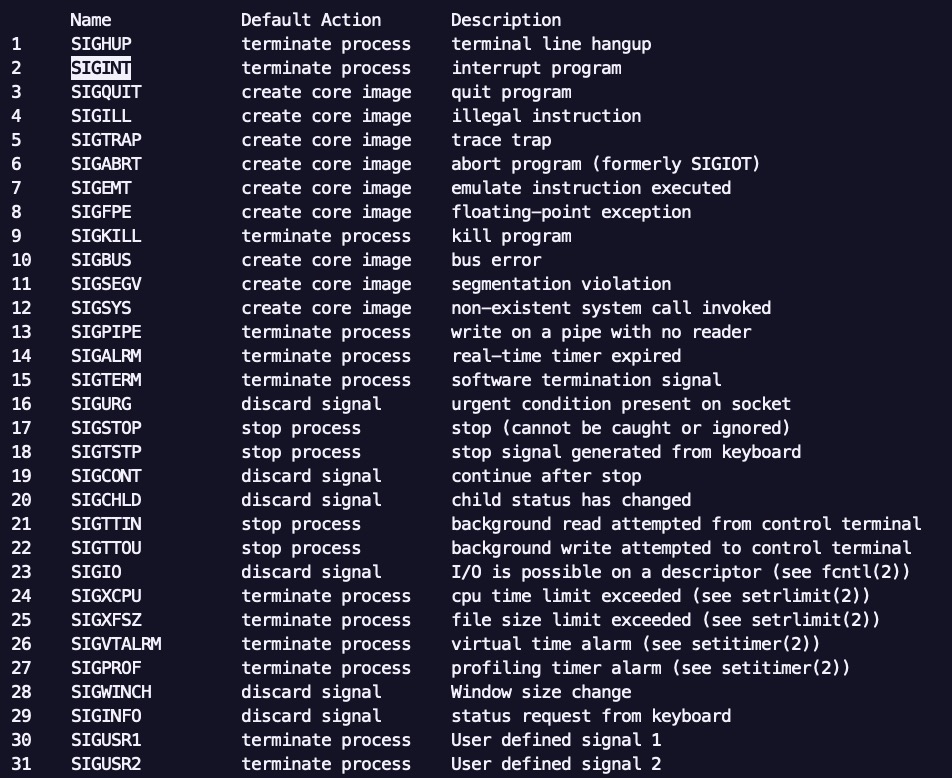 Name Default Action Description
1 SIGHUP terminate process terminal line hangup
2 SIGINT terminate process interrupt program
3 SIGQUIT create core image quit program
4 SIGILL create core image illegal instruction
5 SIGTRAP create core image trace trap
6 SIGABRT create core image abort program (formerly SIGIOT)
7 SIGEMT create core image emulate instruction executed
8 SIGFPE create core image floating-point exception
9 SIGKILL terminate process kill program
10 SIGBUS create core image bus error
11 SIGSEGV create core image segmentation violation
12 SIGSYS create core image non-existent system call invoked
13 SIGPIPE terminate process write on a pipe with no reader
14 SIGALRM terminate process real-time timer expired
15 SIGTERM terminate process software termination signal
16 SIGURG discard signal urgent condition present on socket
17 SIGSTOP stop process stop (cannot be caught or ignored)
18 SIGTSTP stop process stop signal generated from keyboard
19 SIGCONT discard signal continue after stop
20 SIGCHLD discard signal child status has changed
21 SIGTTIN stop process background read attempted from control terminal
22 SIGTTOU stop process background write attempted to control terminal
23 SIGIO discard signal I/O is possible on a descriptor (see fcntl(2))
24 SIGXCPU terminate process cpu time limit exceeded (see setrlimit(2))
25 SIGXFSZ terminate process file size limit exceeded (see setrlimit(2))
26 SIGVTALRM terminate process virtual time alarm (see setitimer(2))
27 SIGPROF terminate process profiling timer alarm (see setitimer(2))
28 SIGWINCH discard signal Window size change
29 SIGINFO discard signal status request from keyboard
30 SIGUSR1 terminate process User defined signal 1
31 SIGUSR2 terminate process User defined signal 2